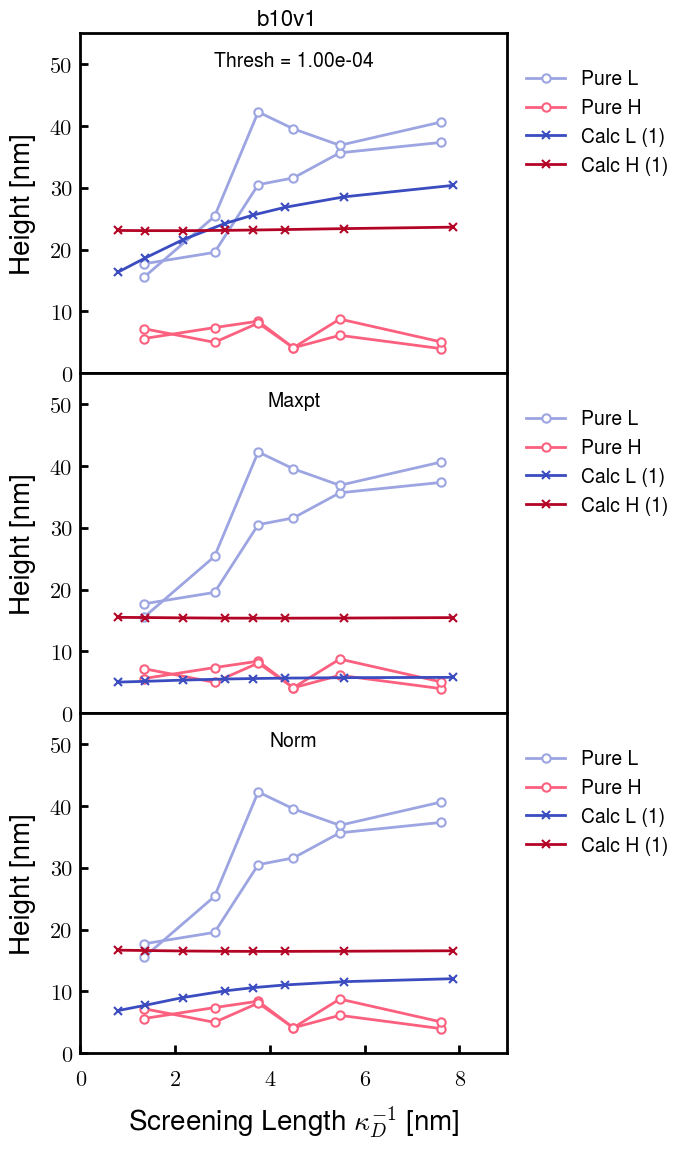 b10v1
Thresh = 1.00e-04
50
40
30
20
10
0
Height [nm]
Pure L
Pure H
Calc L (1)
Calc H (1)
Maxpt
50
40
30
20
10
0
Height [nm]
Pure L
Pure H
Calc L (1)
Calc H (1)
Norm
50
40
30
20
10
0
Height [nm]
Pure L
Pure H
Calc L (1)
Calc H (1)
0 2 4 6 8
Screening Length κ_D^{-1} [nm]